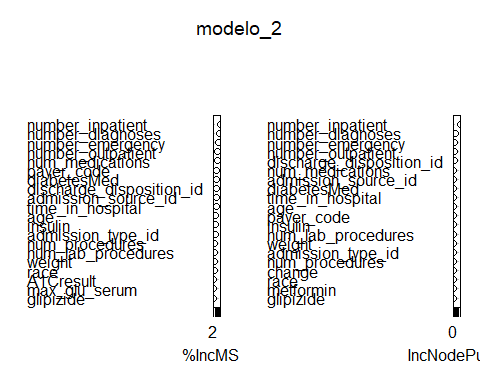 modelo_2
number_inpatient
number_diagnoses
number_emergency
number_outpatient
num_medications
payer_code
diabetesMed
discharge_disposition_id
admission_source_id
time_in_hospital
age
insulin
admission_type_id
num_procedures
num_lab_procedures
weight
race
A1Cresult
max_glu_serum
glipizide
2
%IncMS
number_inpatient
number_diagnoses
number_emergency
number_outpatient
discharge_disposition_id
num_medications
admission_source_id
diabetesMed
time_in_hospital
age
payer_code
insulin
num_lab_procedures
weight
admission_type_id
num_procedures
change
race
metformin
glipizide
0
IncNodePu